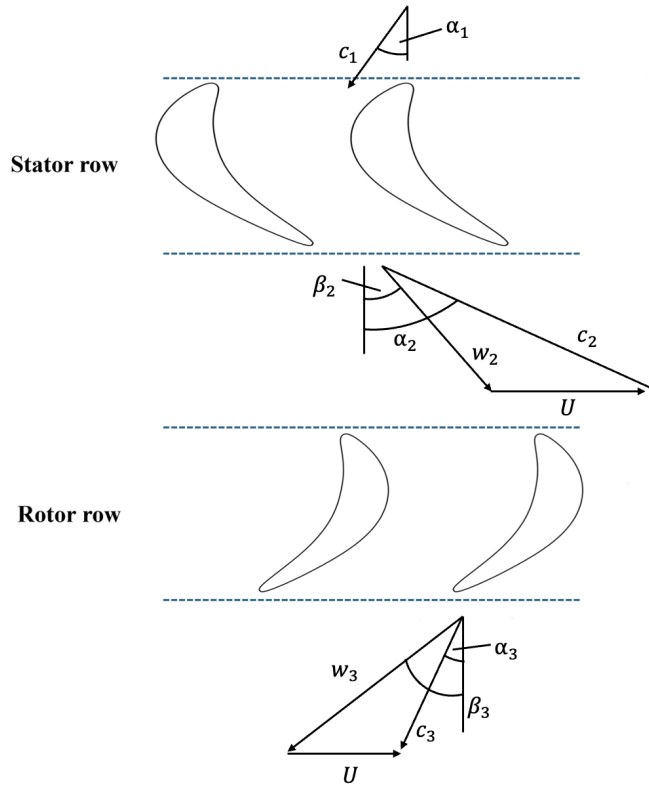 α₁
c₁
Stator row
β₂
α₂
w₂
c₂
U
Rotor row
α₃
w₃
β₃
c₃
U